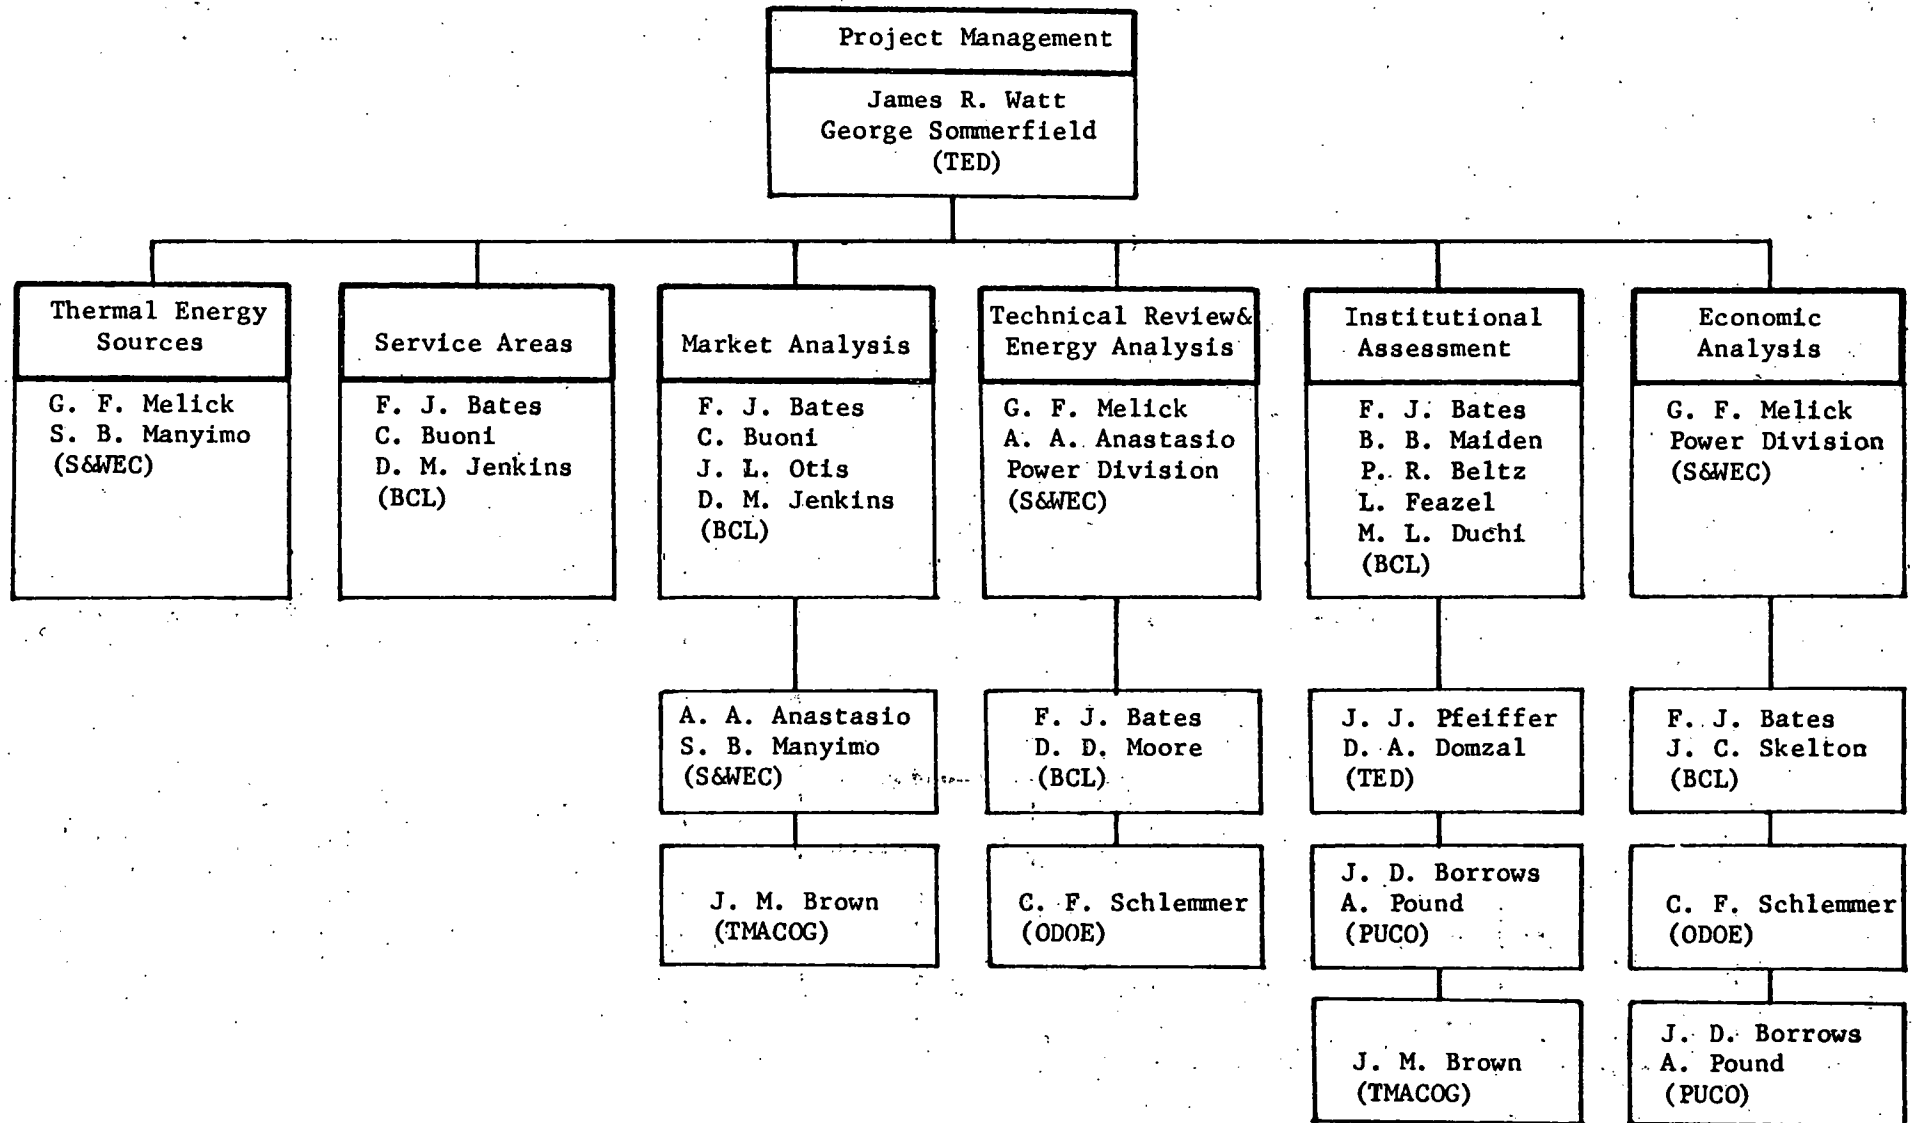 Project Management
James R. Watt
George Sommerfield
(TED)
Thermal Energy
Sources
G. F. Melick
S. B. Manyimo
(S&WEC)
Service Areas
F. J. Bates
C. Buoni
D. M. Jenkins
(BCL)
Market Analysis
F. J. Bates
C. Buoni
J. L. Otis
D. M. Jenkins
(BCL)
A. A. Anastasio
S. B. Manyimo
(S&WEC)
J. M. Brown
(TMACOG)
Technical Review&
Energy Analysis
G. F. Melick
A. A. Anastasio
Power Division
(S&WEC)
F. J. Bates
D. D. Moore
(BCL)
C. F. Schlemmer
(ODOE)
Institutional
Assessment
F. J. Bates
B. B. Maiden
P. R. Beltz
L. Feazel
M. L. Duchi
(BCL)
J. J. Pfeiffer
D. A. Domzal
(TED)
J. D. Borrows
A. Pound
(PUCO)
J. M. Brown
(TMACOG)
Economic
Analysis
G. F. Melick
Power Division
(S&WEC)
F. J. Bates
J. C. Skelton
(BCL)
C. F. Schlemmer
(ODOE)
J. D. Borrows
A. Pound
(PUCO)